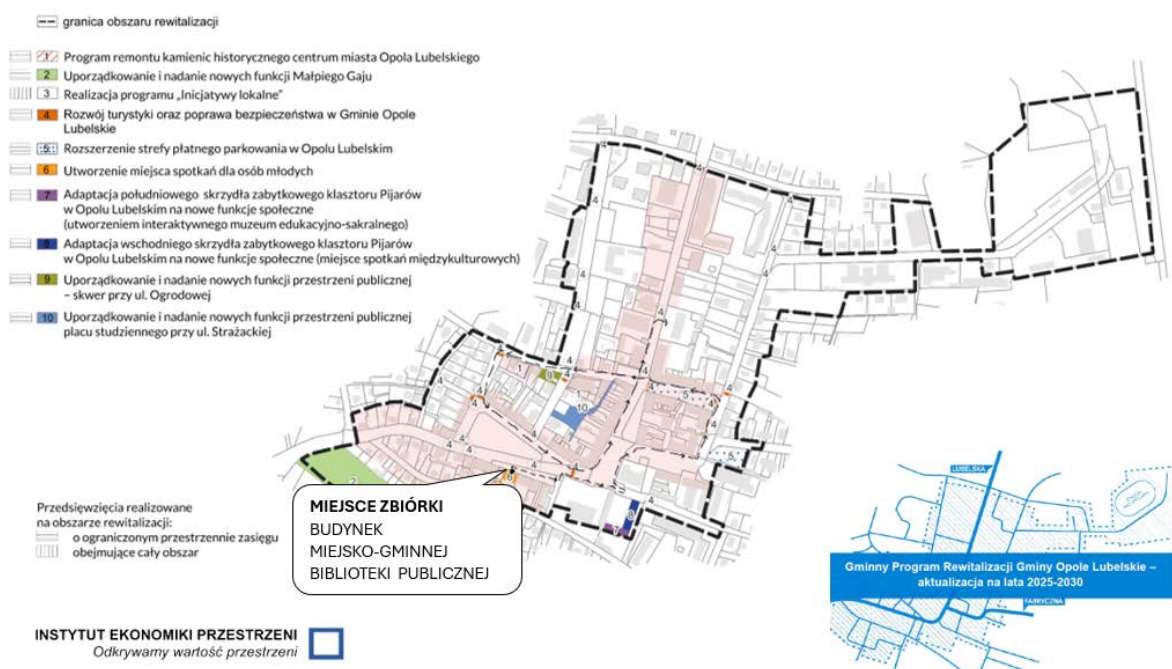 granica obszaru rewitalizacji
1 Program remontu kamienic historycznego centrum miasta Opola Lubelskiego
2 Uporządkowanie i nadanie nowych funkcji Małpiego Gaju
3 Realizacja programu „Inicjatywy lokalne”
4 Rozwój turystyki oraz poprawa bezpieczeństwa w Gminie Opole
Lubelskie
5 Rozszerzenie strefy płatnego parkowania w Opolu Lubelskim
6 Utworzenie miejsca spotkań dla osób młodych
7 Adaptacja południowego skrzydła zabytkowego klasztoru Pijarów
w Opolu Lubelskim na nowe funkcje społeczne
(utworzeniem interaktywnego muzeum edukacyjno-sakralnego)
8 Adaptacja wschodniego skrzydła zabytkowego klasztoru Pijarów
w Opolu Lubelskim na nowe funkcje społeczne (miejsce spotkań międzykulturowych)
9 Uporządkowanie i nadanie nowych funkcji przestrzeni publicznej
– skwer przy ul. Ogrodowej
10 Uporządkowanie i nadanie nowych funkcji przestrzeni publicznej
placu studziennego przy ul. Strażackiej
Przedsięwzięcia realizowane
na obszarze rewitalizacji:
o ograniczonym przestrzennie zasięgu
obejmujące cały obszar
MIEJSCE ZBIÓRKI
BUDYNEK
MIEJSKO-GMINNEJ
BIBLIOTEKI PUBLICZNEJ
LUBELSKA
Gminny Program Rewitalizacji Gminy Opole Lubelskie –
aktualizacja na lata 2025-2030
FABRYCZNA
INSTYTUT EKONOMIKI PRZESTRZENI
Odkrywamy wartość przestrzeni